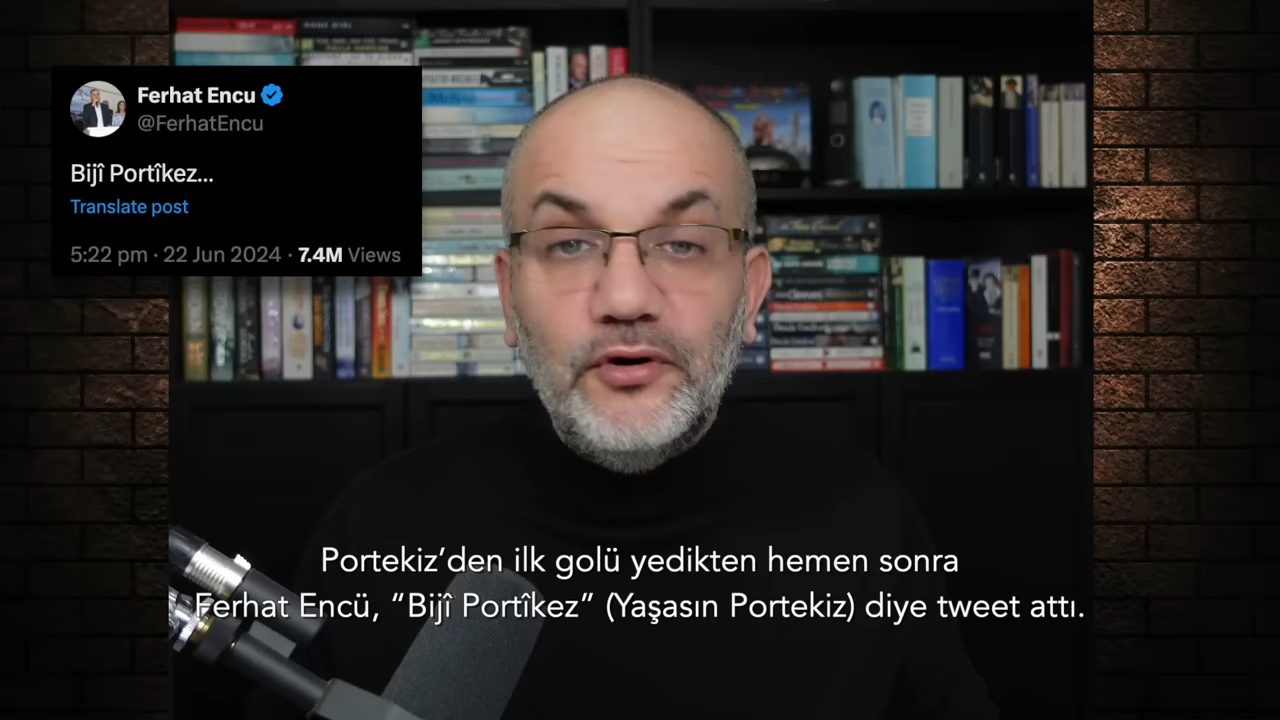 Ferhat Encu
@FerhatEncu
Bijî Portîkez...
Translate post
5:22 pm · 22 Jun 2024 · 7.4M Views
Portekiz’den ilk golü yedikten hemen sonra
Ferhat Encü, “Bijî Portîkez” (Yaşasın Portekiz) diye tweet attı.